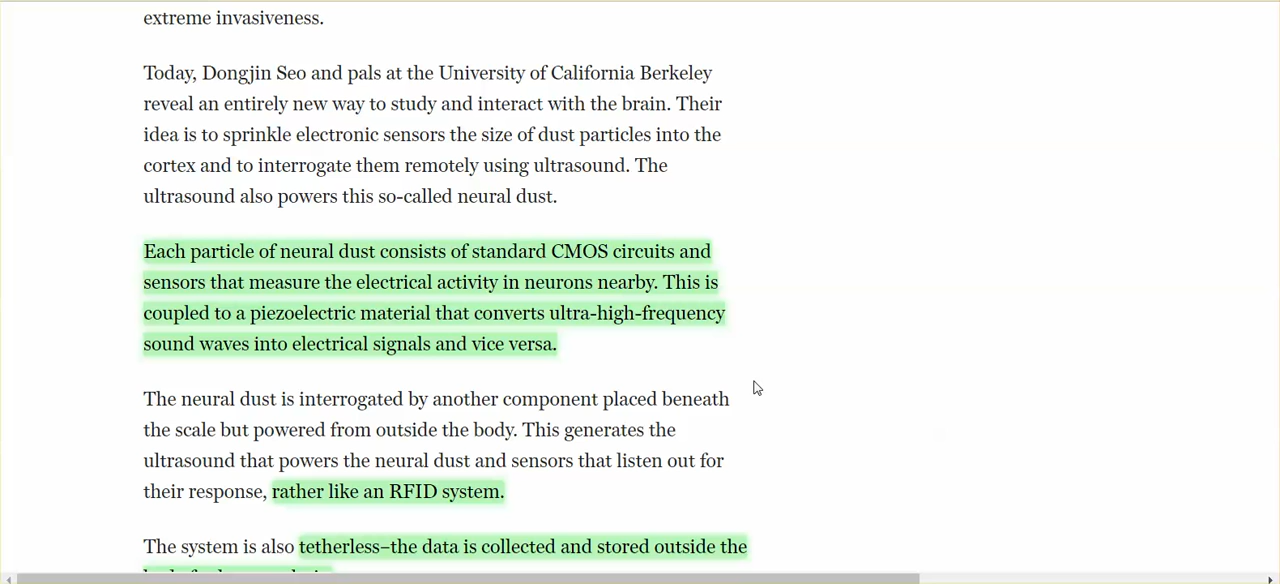 extreme invasiveness.
Today, Dongjin Seo and pals at the University of California Berkeley
reveal an entirely new way to study and interact with the brain. Their
idea is to sprinkle electronic sensors the size of dust particles into the
cortex and to interrogate them remotely using ultrasound. The
ultrasound also powers this so-called neural dust.
Each particle of neural dust consists of standard CMOS circuits and
sensors that measure the electrical activity in neurons nearby. This is
coupled to a piezoelectric material that converts ultra-high-frequency
sound waves into electrical signals and vice versa.
The neural dust is interrogated by another component placed beneath
the scale but powered from outside the body. This generates the
ultrasound that powers the neural dust and sensors that listen out for
their response, rather like an RFID system.
The system is also tetherless–the data is collected and stored outside the